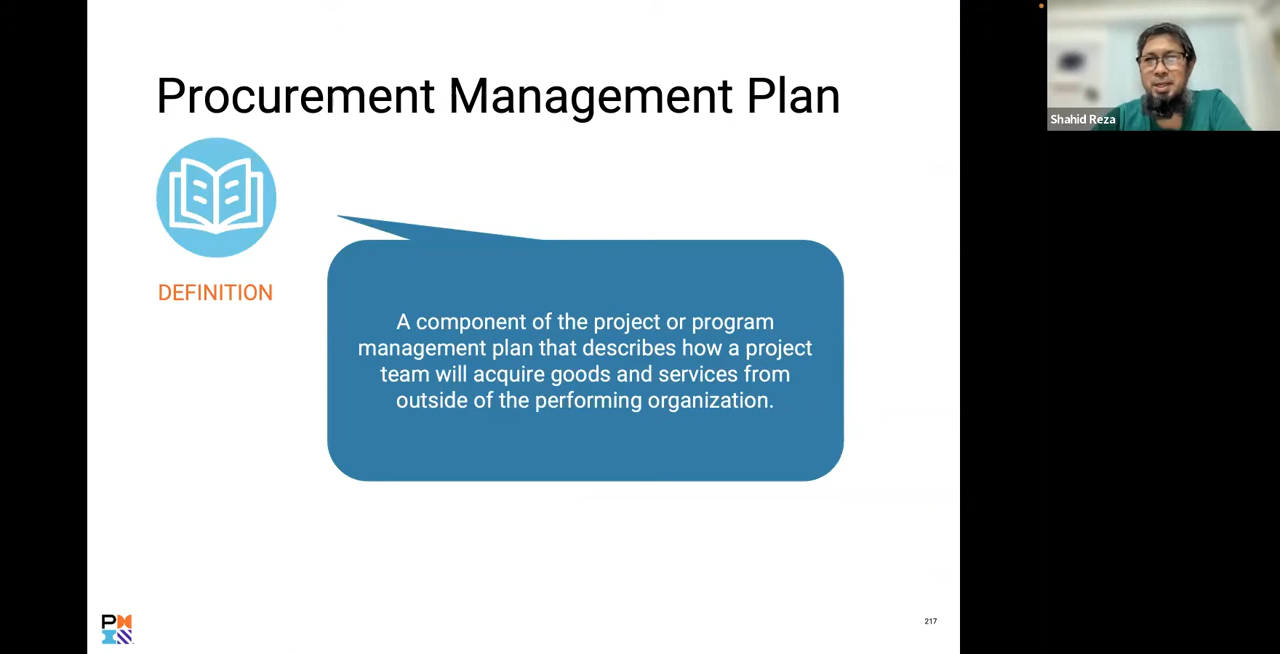 Procurement Management Plan
Shahid Reza
DEFINITION
A component of the project or program
management plan that describes how a project
team will acquire goods and services from
outside of the performing organization.
217